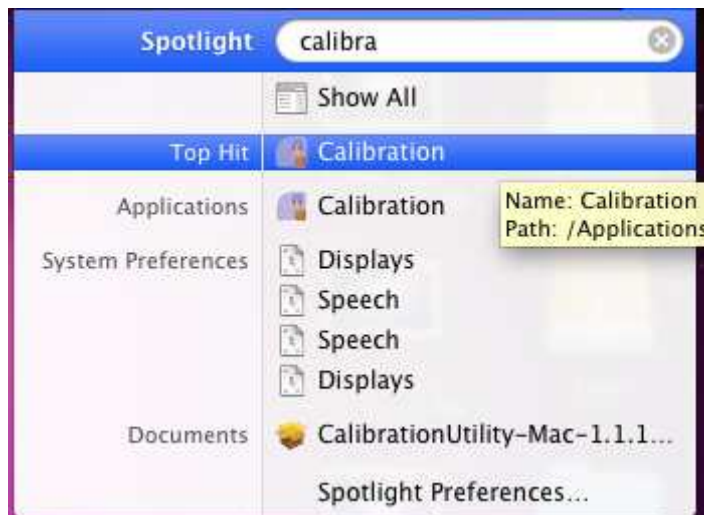 Spotlight calibra
Show All
Top Hit Calibration
Applications Calibration
Name: Calibration
Path: /Applications
System Preferences Displays
Speech
Speech
Displays
Documents CalibrationUtility-Mac-1.1.1...
Spotlight Preferences...